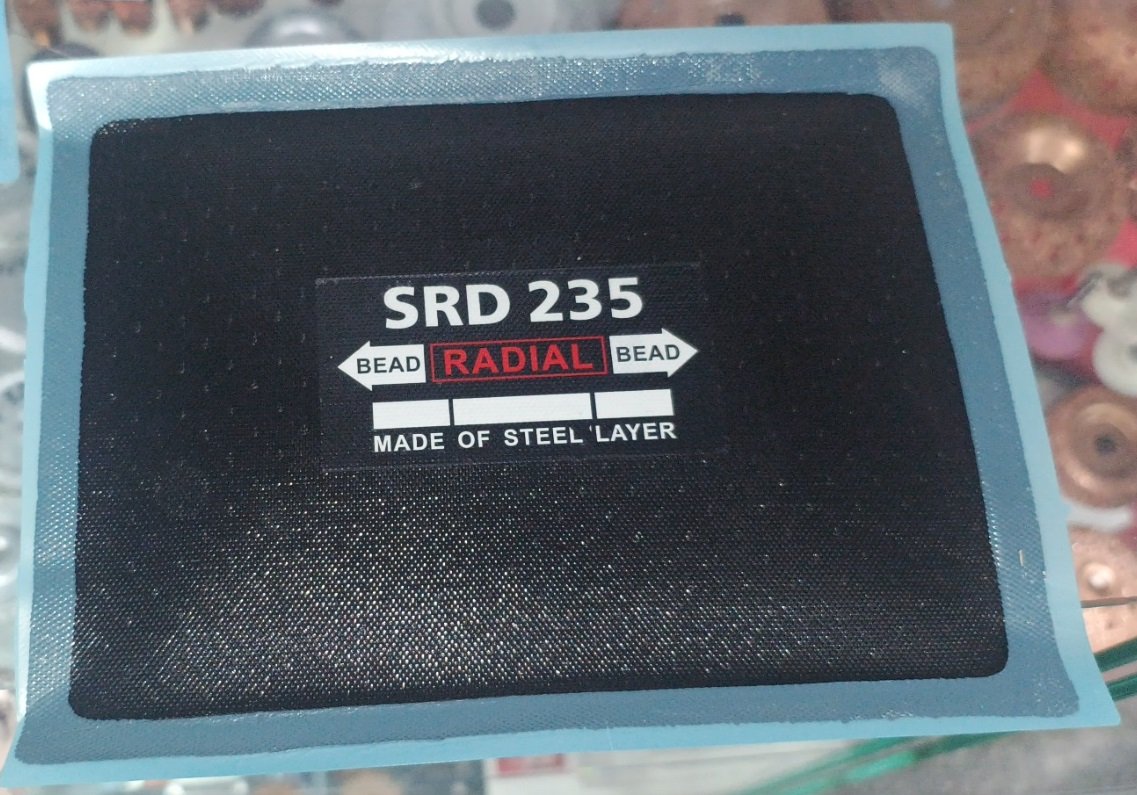 SRD 235
BEAD RADIAL BEAD
MADE OF STEEL LAYER